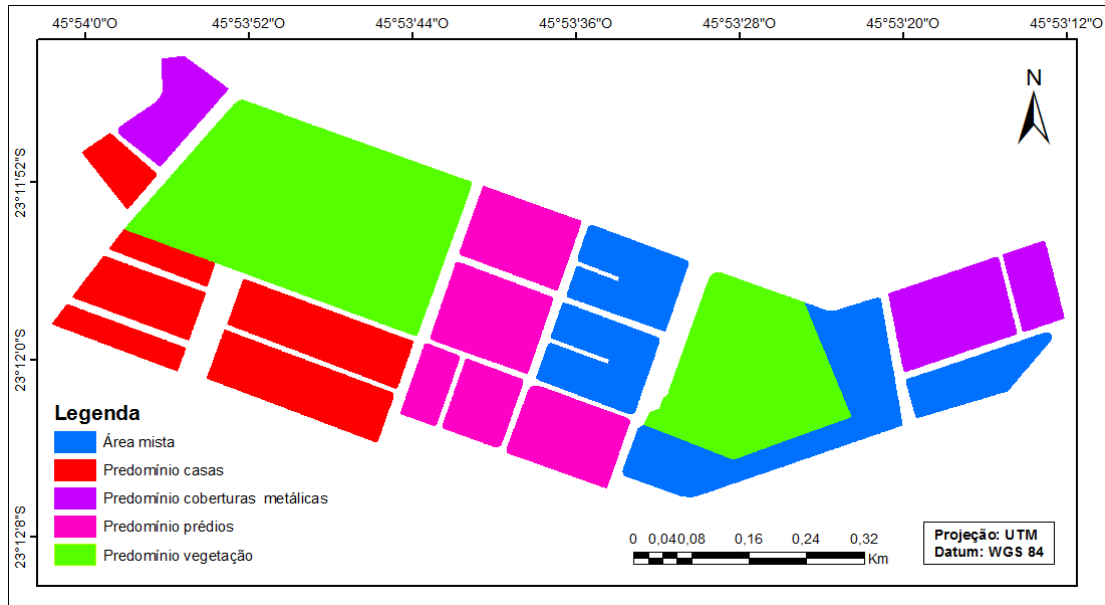 45°54'0"O 45°53'52"O 45°53'44"O 45°53'36"O 45°53'28"O 45°53'20"O 45°53'12"O
23°11'52"S
23°12'0"S
23°12'8"S
N
Legenda
Área mista
Predomínio casas
Predomínio coberturas metálicas
Predomínio prédios
Predomínio vegetação
0 0,04 0,08 0,16 0,24 0,32
Km
Projeção: UTM
Datum: WGS 84